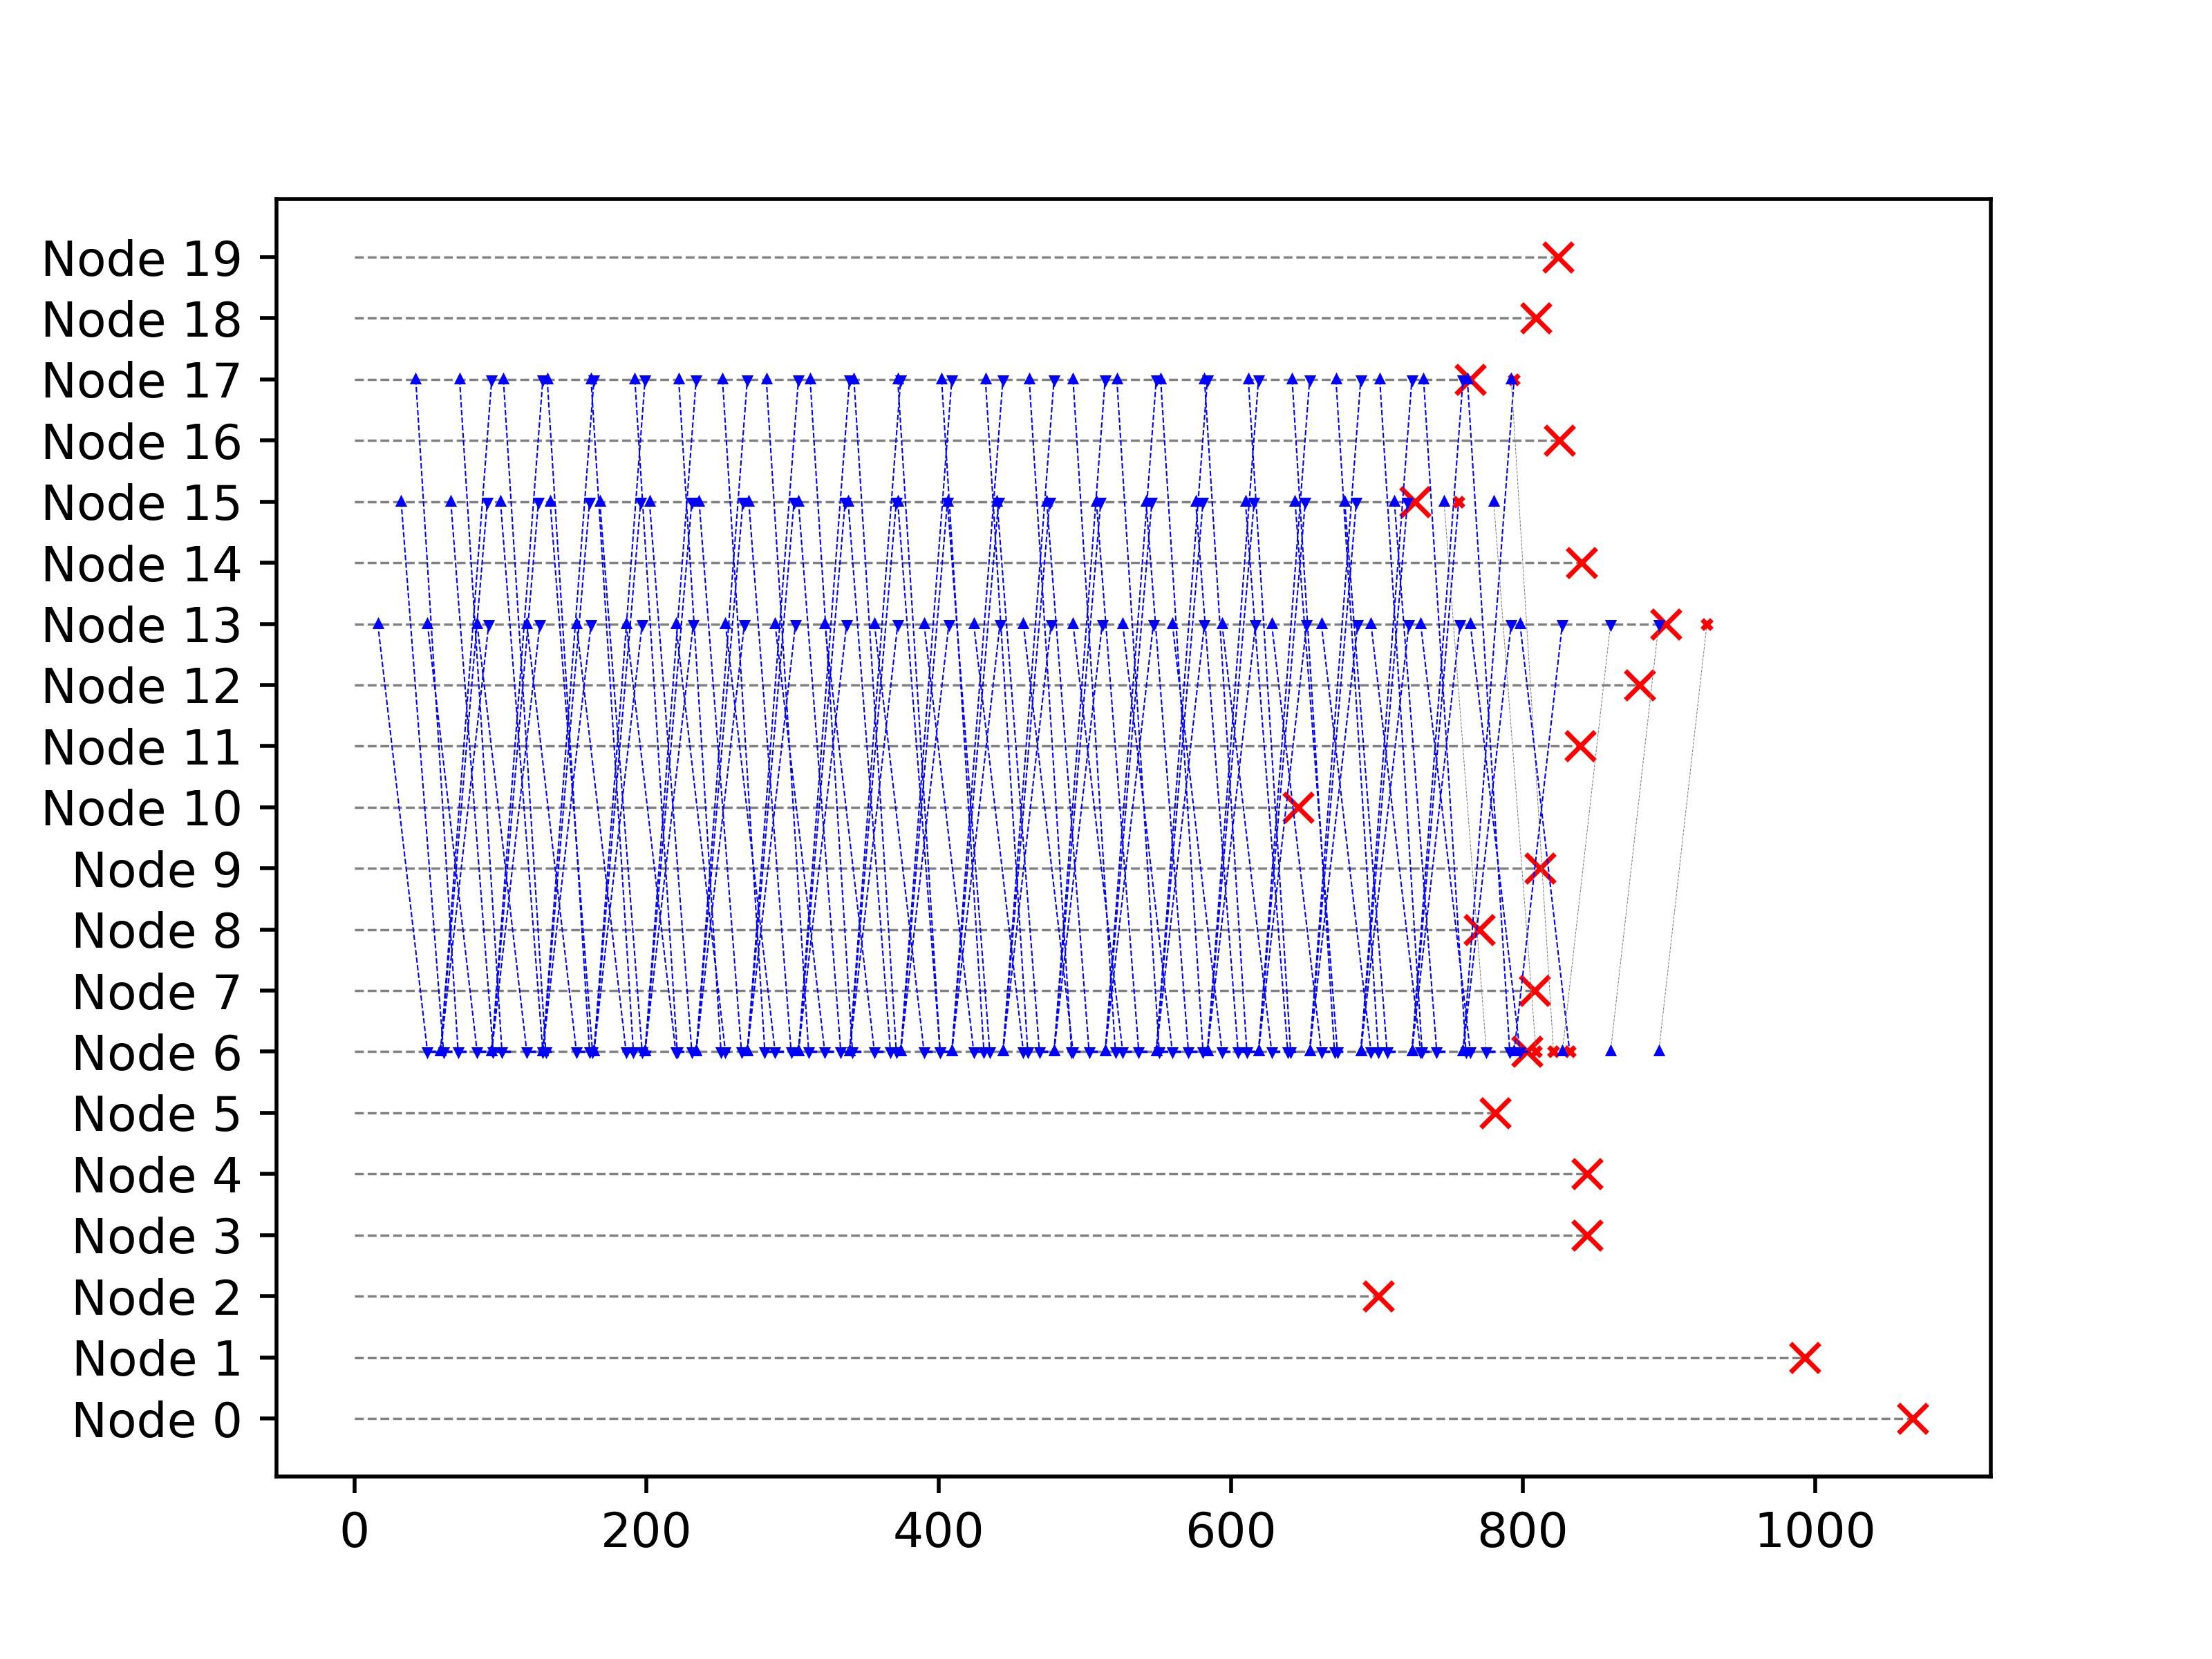 Node 19
Node 18
Node 17
Node 16
Node 15
Node 14
Node 13
Node 12
Node 11
Node 10
Node 9
Node 8
Node 7
Node 6
Node 5
Node 4
Node 3
Node 2
Node 1
Node 0
0 200 400 600 800 1000